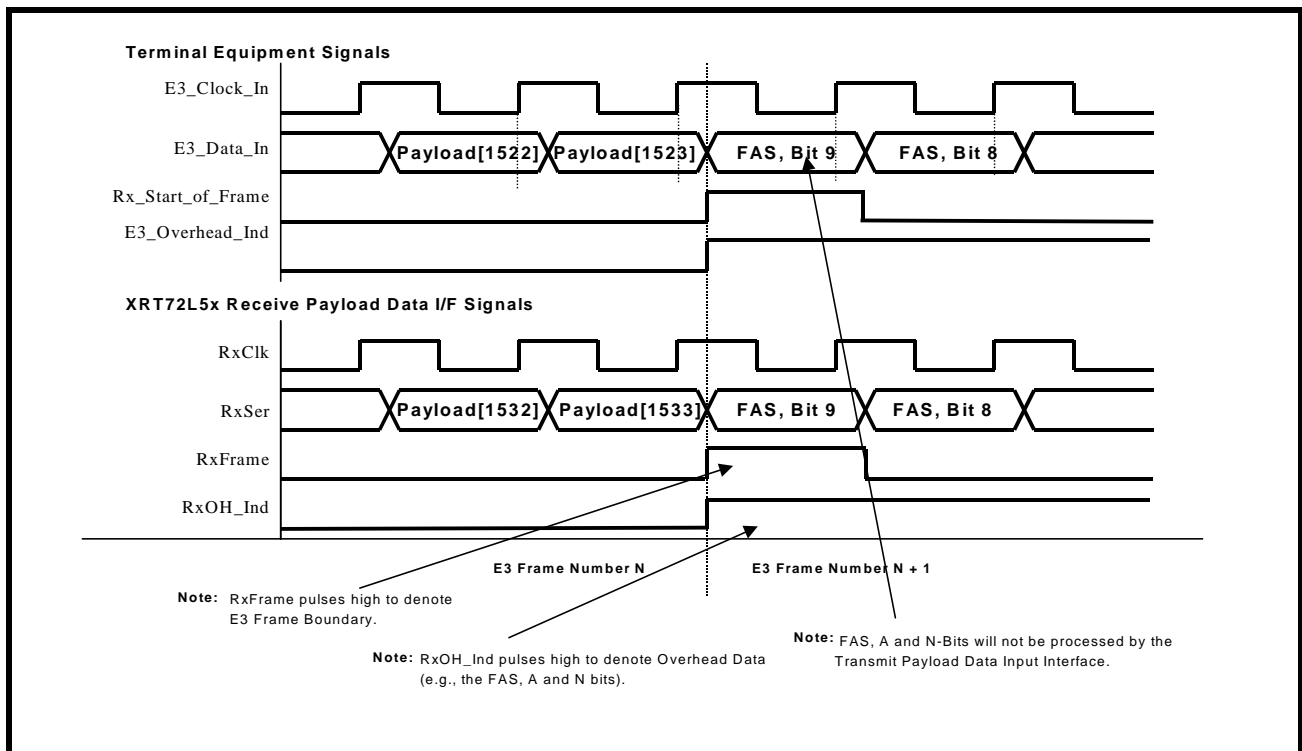 Terminal Equipment Signals
E3_Clock_In
E3_Data_In
Payload[1522]
Payload[1523]
FAS, Bit 9
FAS, Bit 8
Rx_Start_of_Frame
E3_Overhead_Ind
XRT72L5x Receive Payload Data I/F Signals
RxClk
RxSer
Payload[1532]
Payload[1533]
FAS, Bit 9
FAS, Bit 8
RxFrame
RxOH_Ind
E3 Frame Number N
E3 Frame Number N + 1
Note: RxFrame pulses high to denote
E3 Frame Boundary.
Note: RxOH_Ind pulses high to denote Overhead Data
(e.g., the FAS, A and N bits).
Note: FAS, A and N-Bits will not be processed by the
Transmit Payload Data Input Interface.